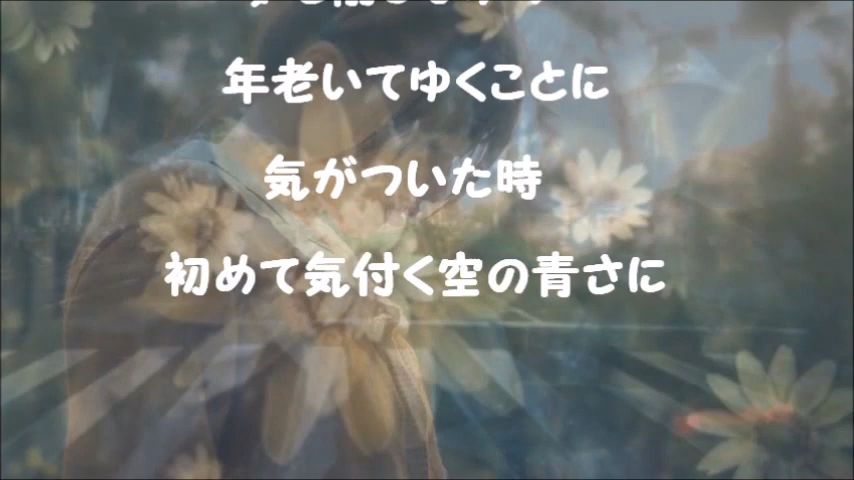 年老いてゆくことに
気がついた時
初めて気付く空の青さに